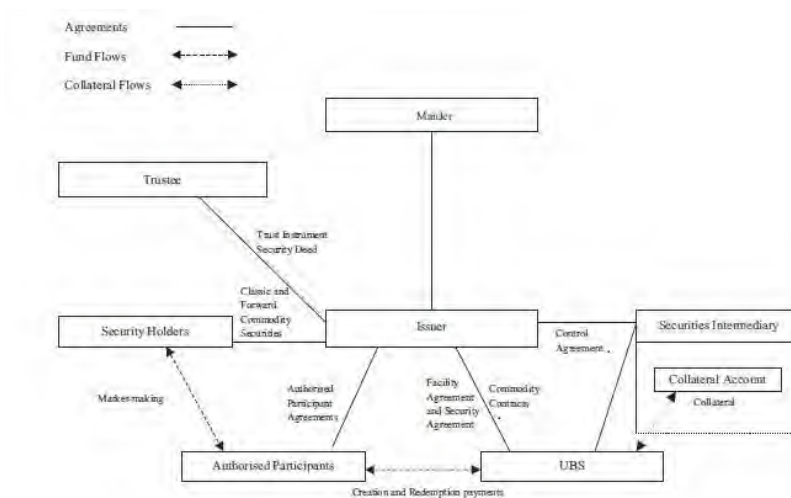 Agreements
Fund Flows
Collateral Flows
Manler
Trustee
Trust Instrument
Security Deed
Classic and
Forward
Commodity
Securities
Security Holders
Issuer
Control
Agreement
Securities Intermediary
Collateral Account
Collateral
Market-making
Authorised
Participant
Agreements
Facility
Agreement
and Security
Agreement
Commodity
Contracts
Authorised Participants
UBS
Creation and Redemption payments